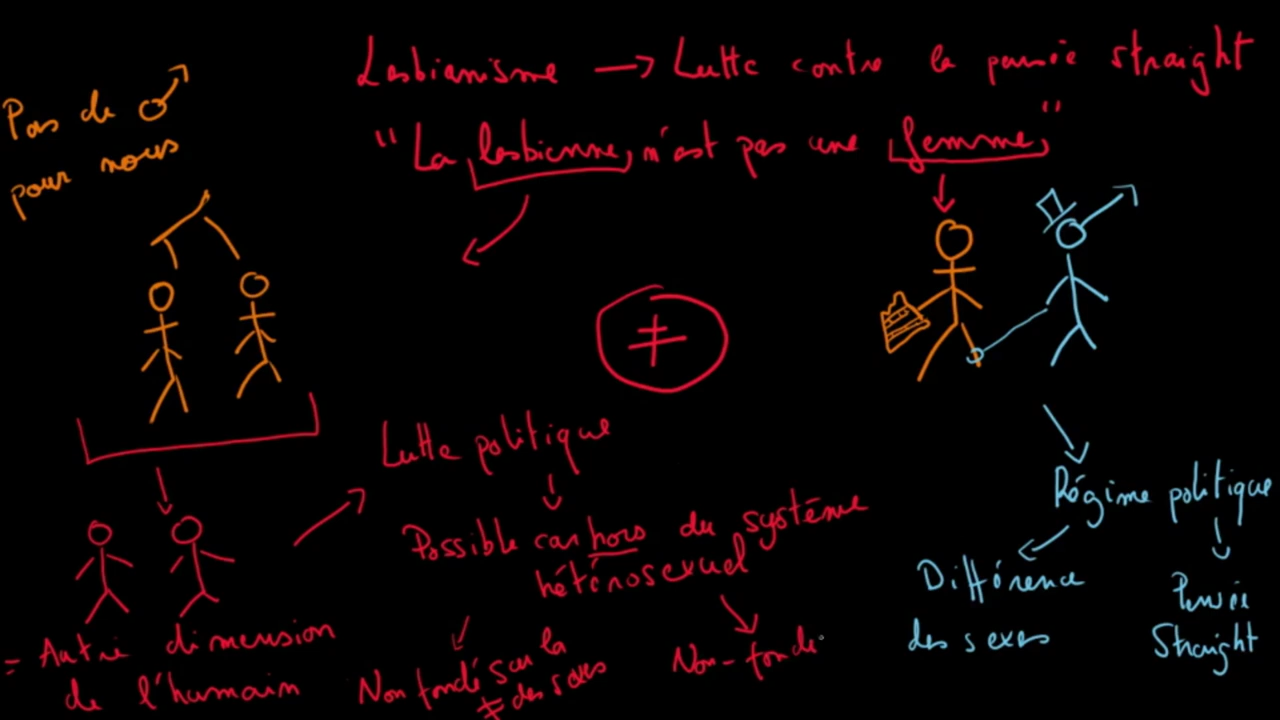 Lesbianisme → Lutte contre la pensée straight
"La lesbienne, n'est pas une femme,"
Pas de ♂
pour nous
≠
Lutte politique
Possible car hors du système
hétérosexuel
Non fondé sur la
≠ des sexes
Non-fondé
= Autre dimension
de l'humain
Régime politique
Différence
des sexes
Pensée
Straight